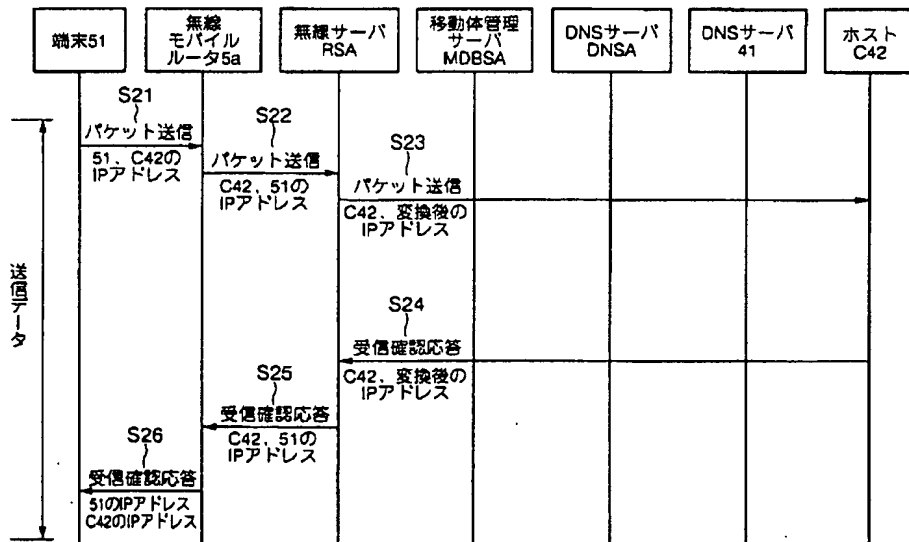 端末51
無線
モバイル
ルータ5a
無線サーバ
RSA
移動体管理
サーバ
MDBSA
DNSサーバ
DNSA
DNSサーバ
41
ホスト
C42
S21
パケット送信
51、C42の
IPアドレス
S22
パケット送信
C42、51の
IPアドレス
S23
パケット送信
C42、変換後の
IPアドレス
送信データ
S24
受信確認応答
C42、変換後の
IPアドレス
S25
受信確認応答
C42、51の
IPアドレス
S26
受信確認応答
51のIPアドレス
C42のIPアドレス